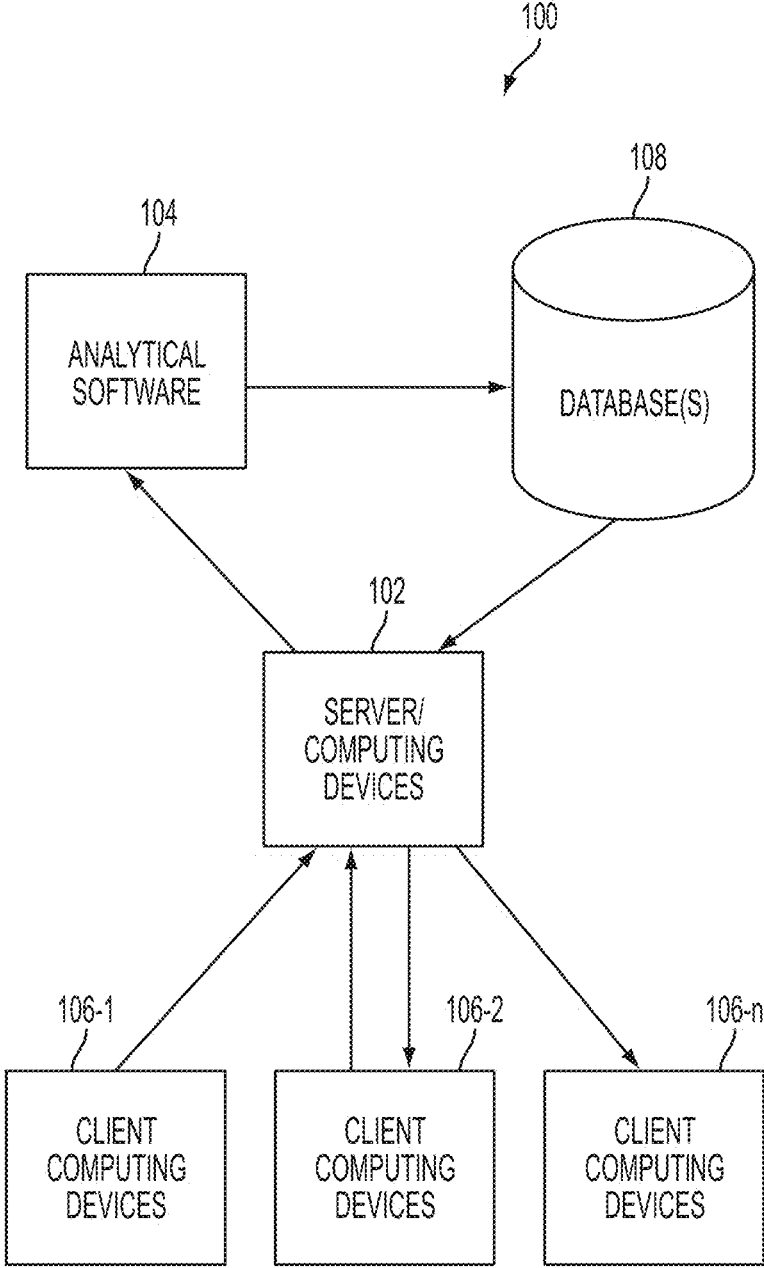 100
108
104
ANALYTICAL
SOFTWARE
DATABASE(S)
102
SERVER/
COMPUTING
DEVICES
106-1
106-2
106-n
CLIENT
COMPUTING
DEVICES
CLIENT
COMPUTING
DEVICES
CLIENT
COMPUTING
DEVICES